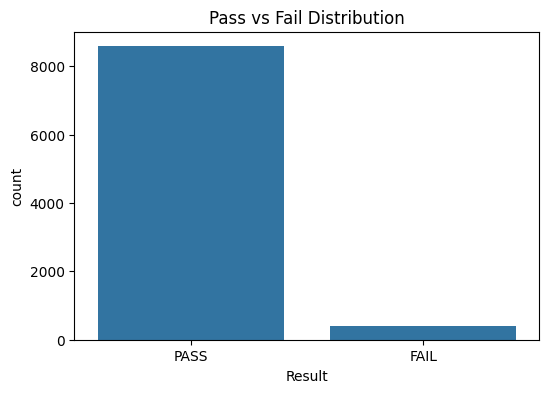 Pass vs Fail Distribution
8000
6000
4000
2000
0
count
PASS
FAIL
Result